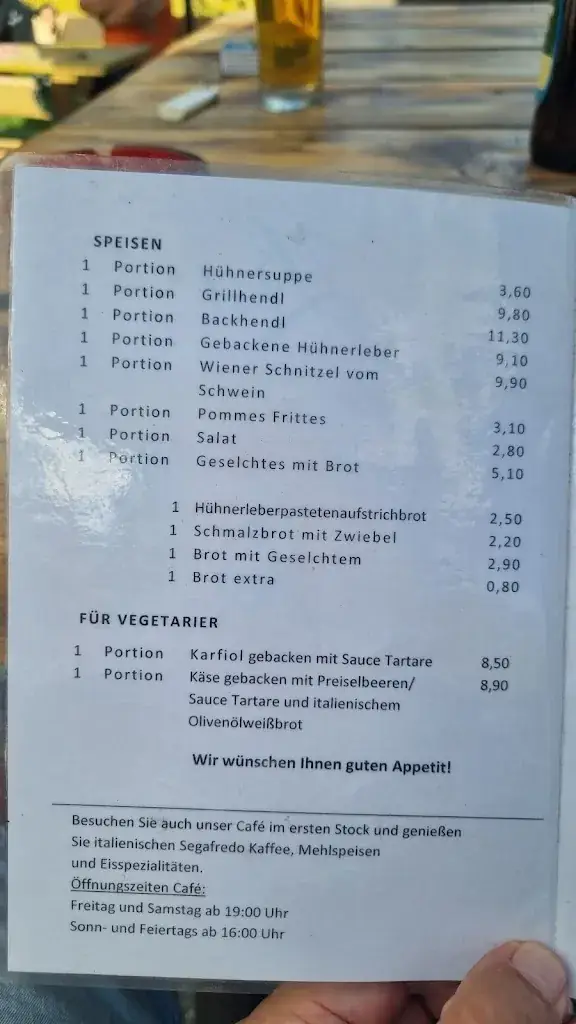 SPEISEN
1 Portion Hühnersuppe 3,60
1 Portion Grillhendl 9,80
1 Portion Backhendl 11,30
1 Portion Gebackene Hühnerleber 9,10
1 Portion Wiener Schnitzel vom 9,90
Schwein
1 Portion Pommes Frittes 3,10
1 Portion Salat 2,80
1 Portion Geselchtes mit Brot 5,10
1 Hühnerleberpastetenaufstrichbrot 2,50
1 Schmalzbrot mit Zwiebel 2,20
1 Brot mit Geselchtem 2,90
1 Brot extra 0,80
FÜR VEGETARIER
1 Portion Karfiol gebacken mit Sauce Tartare 8,50
1 Portion Käse gebacken mit Preiselbeeren/ 8,90
Sauce Tartare und italienischem
Olivenölweißbrot
Wir wünschen Ihnen guten Appetit!
Besuchen Sie auch unser Café im ersten Stock und genießen
Sie italienischen Segafredo Kaffee, Mehlspeisen
und Eisspezialitäten.
Öffnungszeiten Café:
Freitag und Samstag ab 19:00 Uhr
Sonn- und Feiertags ab 16:00 Uhr